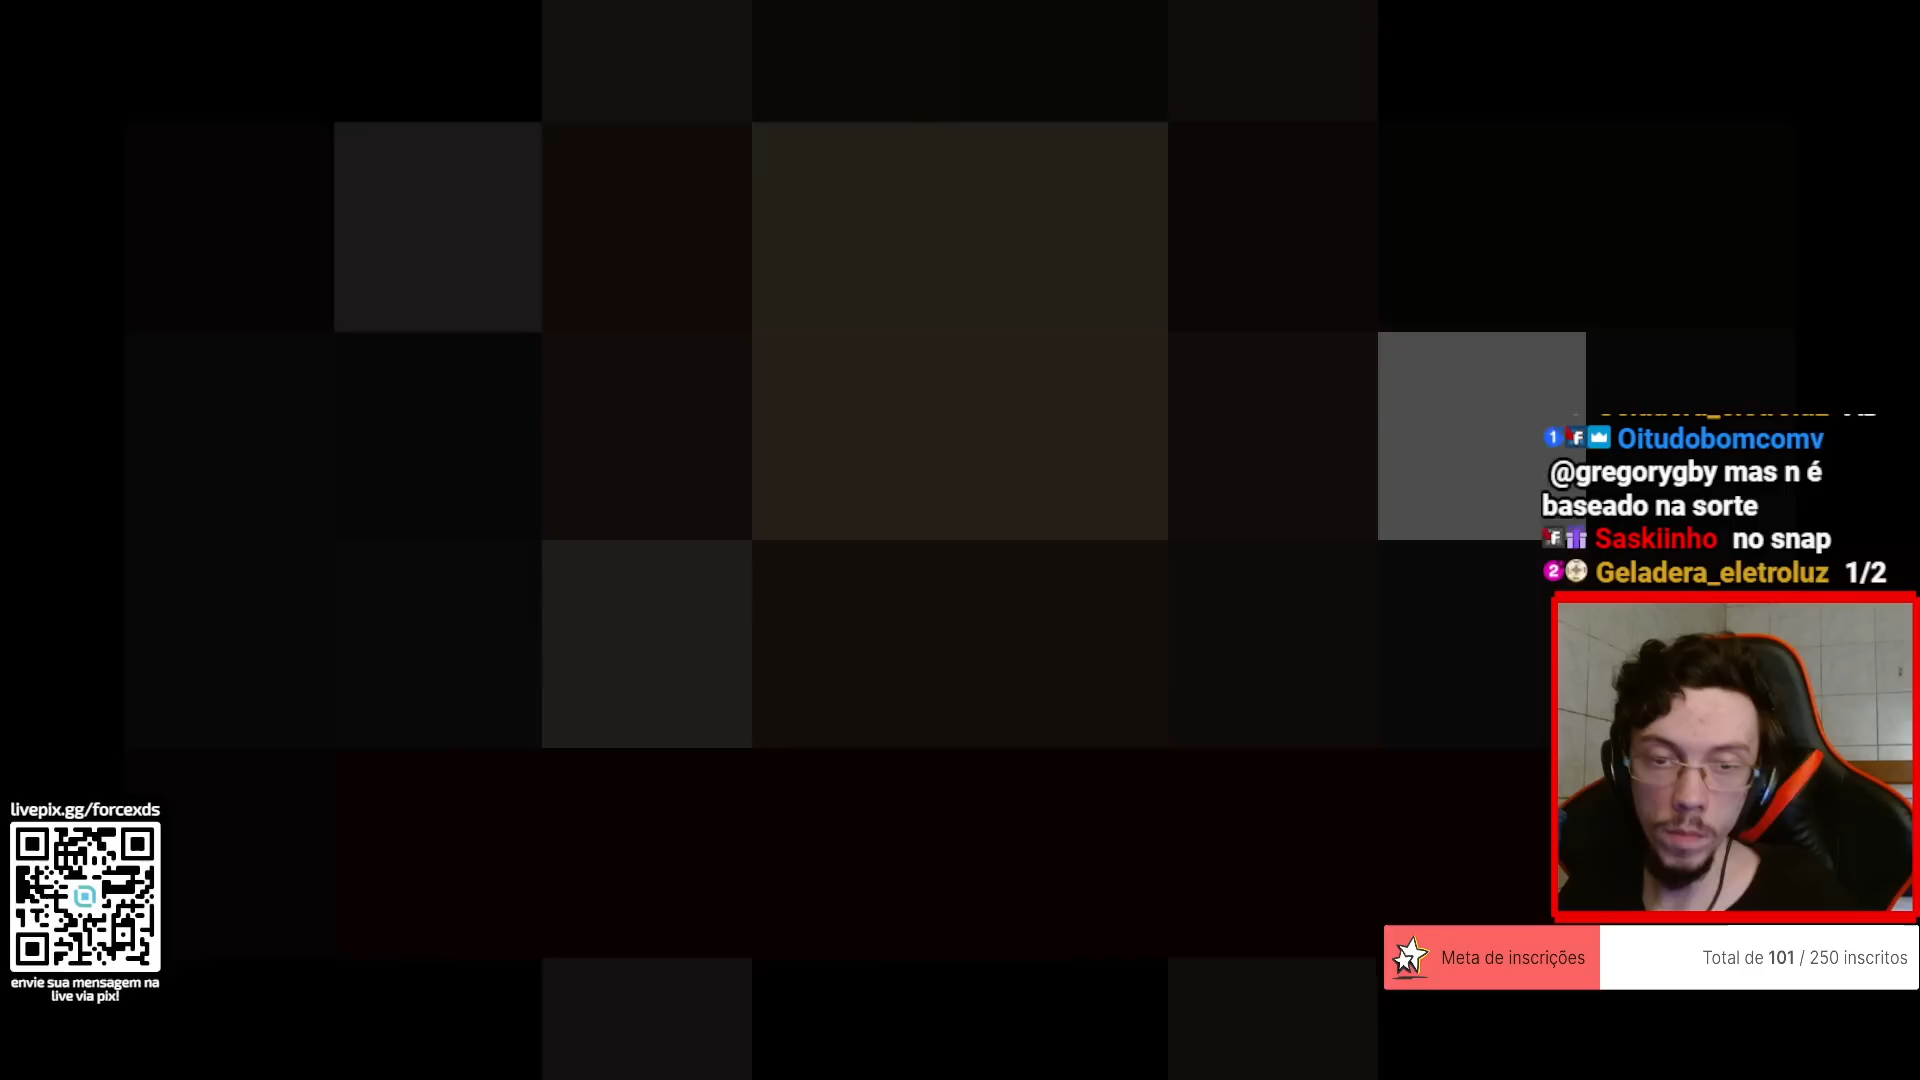 Oitudobomcomv
@gregorygby mas n é
baseado na sorte
Saskiinho no snap
Geladera_eletroluz 1/2
livepix.gg/forcexds
envie sua mensagem na
live via pix!
Meta de inscrições
Total de 101 / 250 inscritos